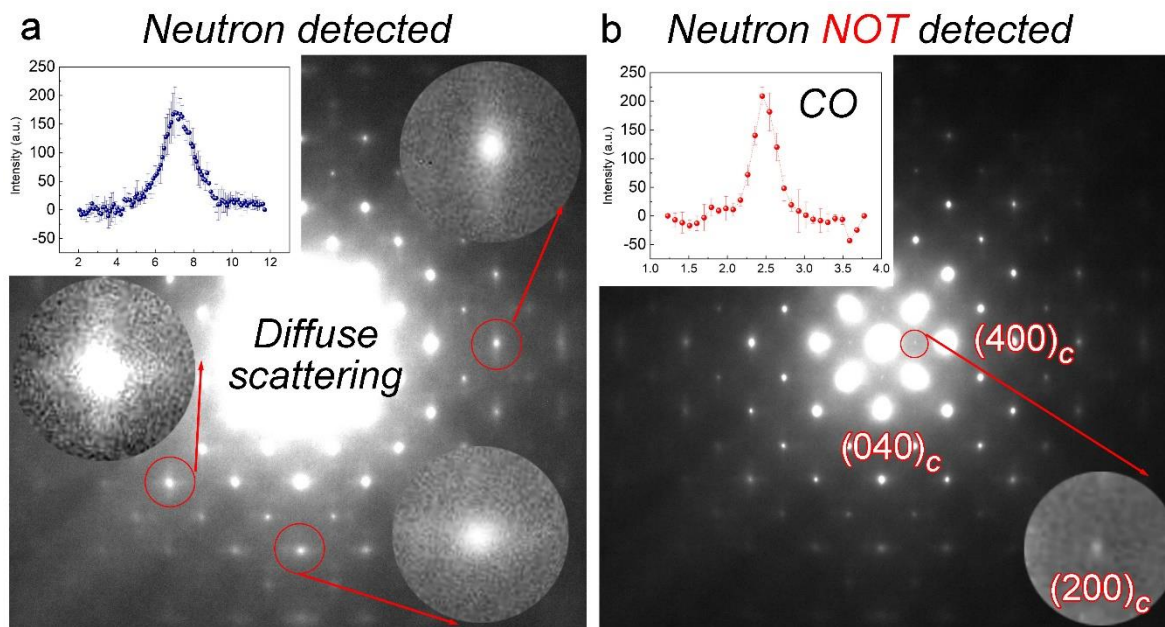 a
Neutron detected
250
200
150
100
50
0
-50
Intensity (a.u.)
2
4
6
8
10
12
Diffuse
scattering
b
Neutron NOT detected
250
200
150
100
50
0
-50
Intensity (a.u.)
CO
1.0
1.5
2.0
2.5
3.0
3.5
4.0
(400)c
(040)c
(200)c